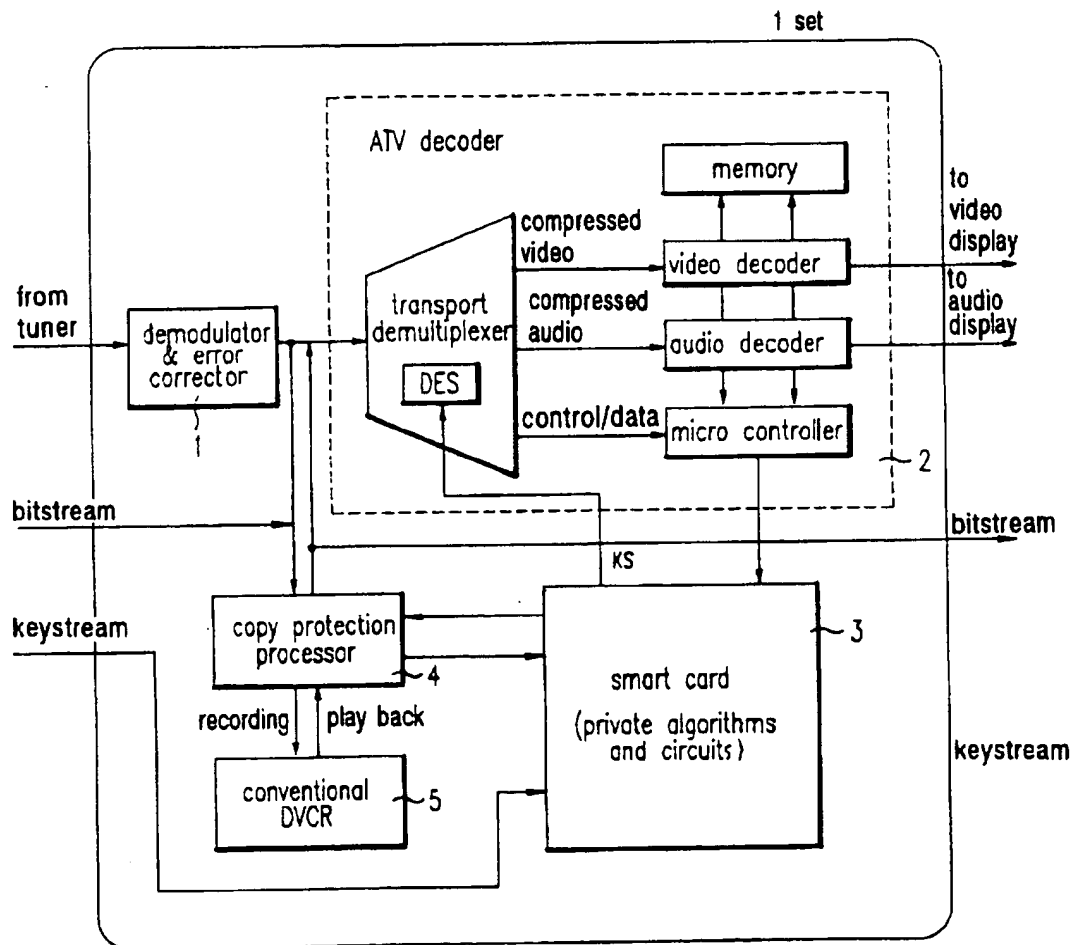 1 set
ATV decoder
memory
to
video
display
compressed
video
video decoder
from
tuner
demodulator
& error
corrector
1
transport
demultiplexer
DES
compressed
audio
audio decoder
to
audio
display
control/data
micro controller
2
bitstream
bitstream
KS
keystream
copy protection
processor
4
3
smart card
(private algorithms
and circuits)
recording
play back
keystream
conventional
DVCR
5